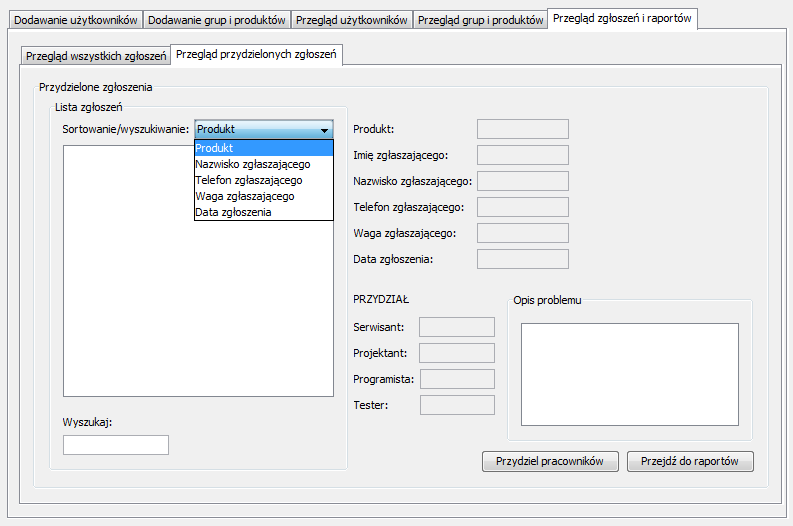 Dodawanie użytkowników Dodawanie grup i produktów Przegląd użytkowników Przegląd grup i produktów Przegląd zgłoszeń i raportów
Przegląd wszystkich zgłoszeń Przegląd przydzielonych zgłoszeń
Przydzielone zgłoszenia
Lista zgłoszeń
Sortowanie/wyszukiwanie: Produkt
Produkt
Nazwisko zgłaszającego
Telefon zgłaszającego
Waga zgłaszającego
Data zgłoszenia
Wyszukaj:
Produkt:
Imię zgłaszającego:
Nazwisko zgłaszającego:
Telefon zgłaszającego:
Waga zgłaszającego:
Data zgłoszenia:
PRZYDZIAŁ
Serwisant:
Projektant:
Programista:
Tester:
Opis problemu
Przydziel pracowników Przejdź do raportów